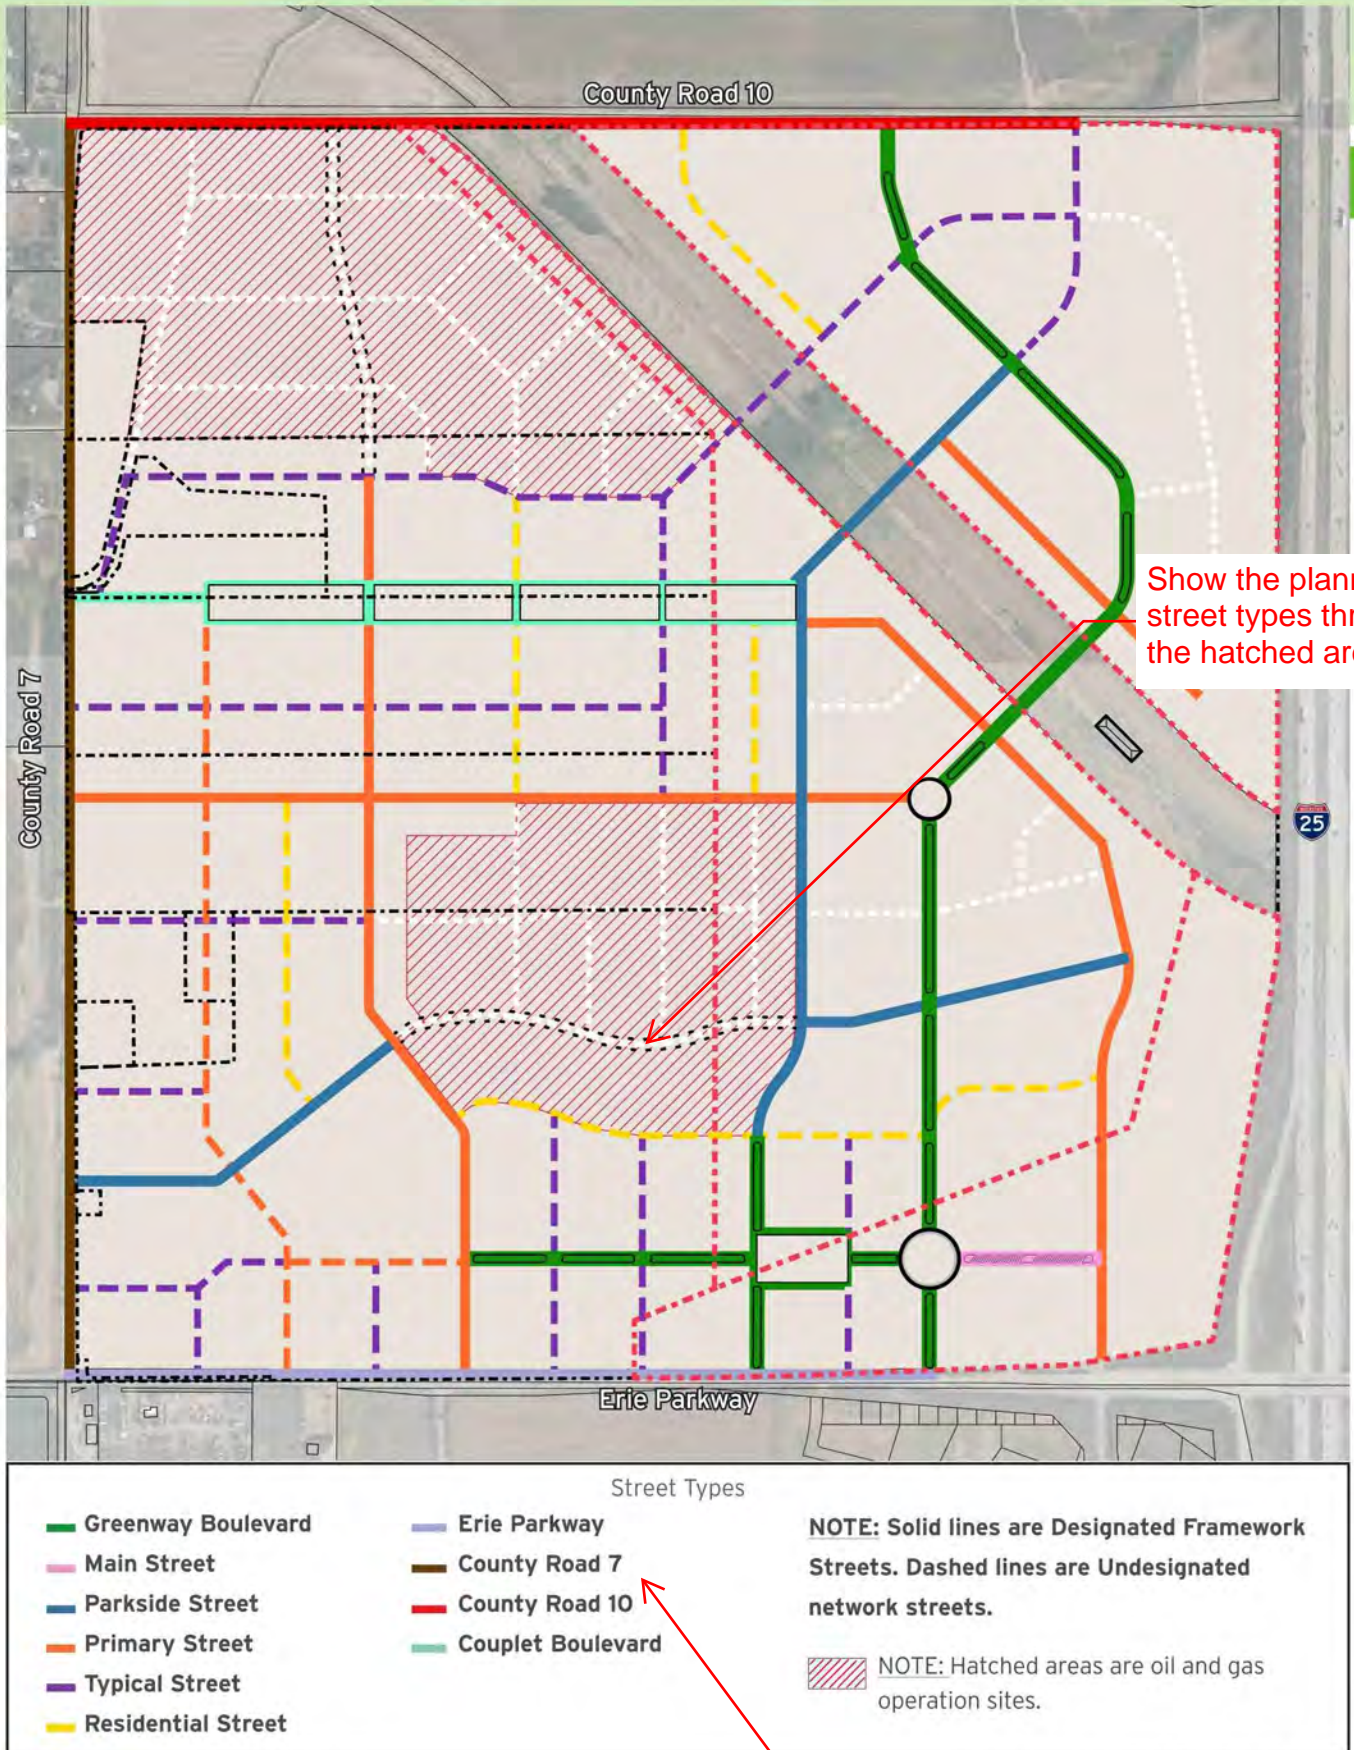 County Road 10
Show the plann
street types thr
the hatched are
County Road 7
25
Erie Parkway
Street Types
Greenway Boulevard
Main Street
Parkside Street
Primary Street
Typical Street
Residential Street
Erie Parkway
County Road 7
County Road 10
Couplet Boulevard
NOTE: Solid lines are Designated Framework
Streets. Dashed lines are Undesignated
network streets.
NOTE: Hatched areas are oil and gas
operation sites.